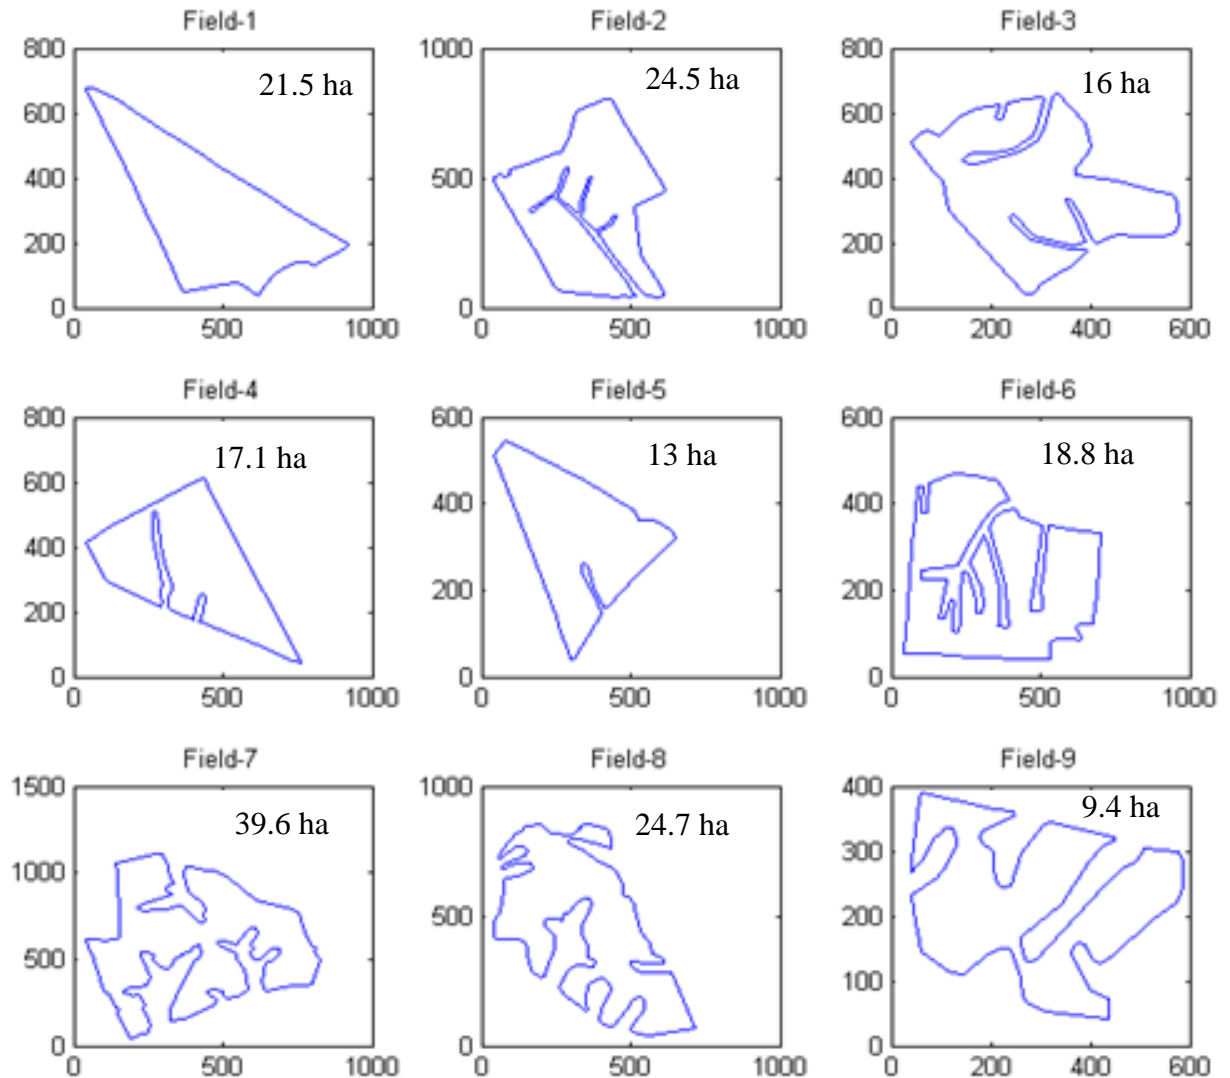 Field-1 Field-2 Field-3
800 1000 800
21.5 ha 24.5 ha 16 ha
600 600
400 500 400
200 200
0 0 0
0 500 1000 0 500 1000 0 200 400 600
Field-4 Field-5 Field-6
800 600 600
17.1 ha 13 ha 18.8 ha
600 400 400
400
200 200 200
0 0 0
0 500 1000 0 500 1000 0 500 1000
Field-7 Field-8 Field-9
1500 1000 400
39.6 ha 24.7 ha 9.4 ha
1000 300
500 500 200
100
0 0 0
0 500 1000 0 500 1000 0 200 400 600